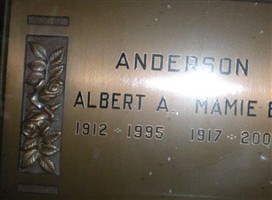 ANDERSON
ALBERT A. MAMIE
1912 - 1995 1917 - 200